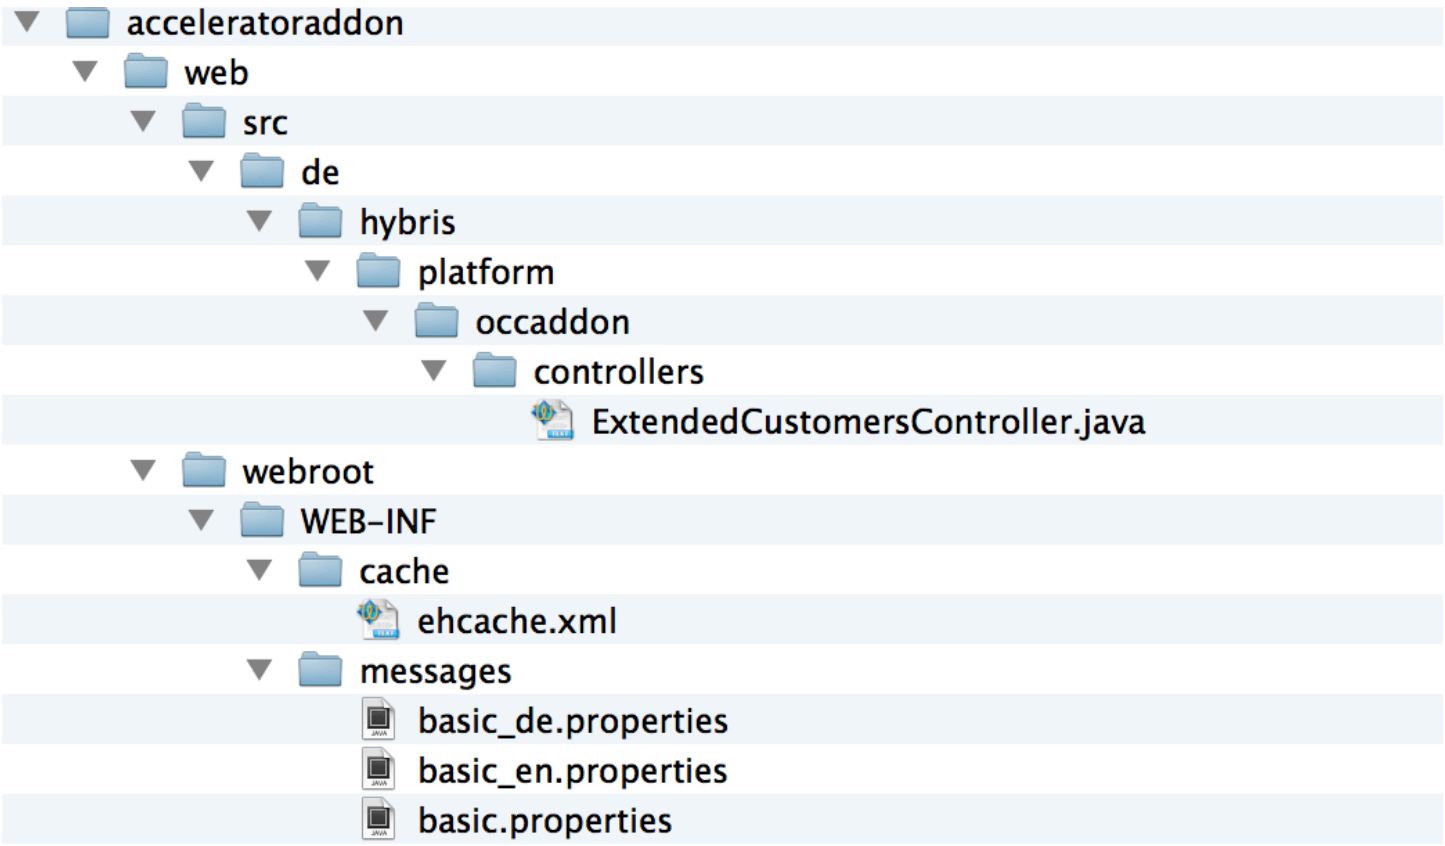 acceleratoraddon
web
src
de
hybris
platform
occaddon
controllers
ExtendedCustomersController.java
webroot
WEB-INF
cache
ehcache.xml
messages
basic_de.properties
basic_en.properties
basic.properties